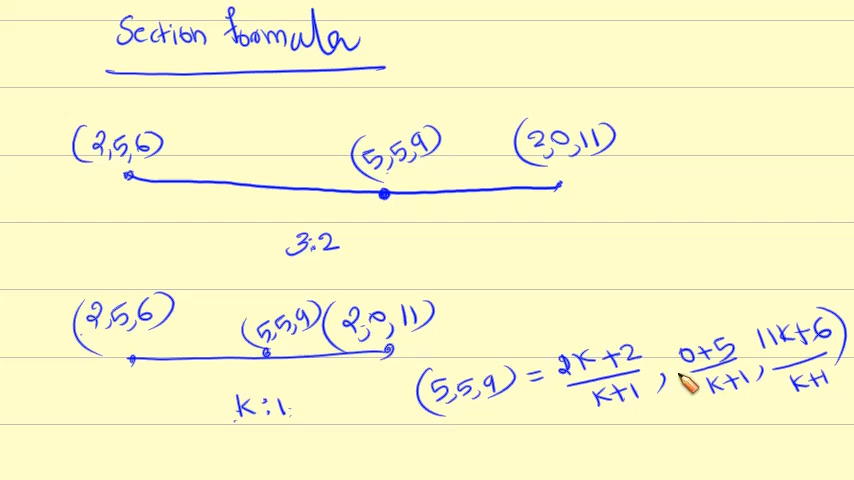 Section formula
(2,5,6) (5,5,9) (2,0,11)
3:2
(2,5,6) (5,5,9) (2,0,11)
k:1
(5,5,9) = 2k+2/k+1, 0+5/k+1, 11k+6/k+1)